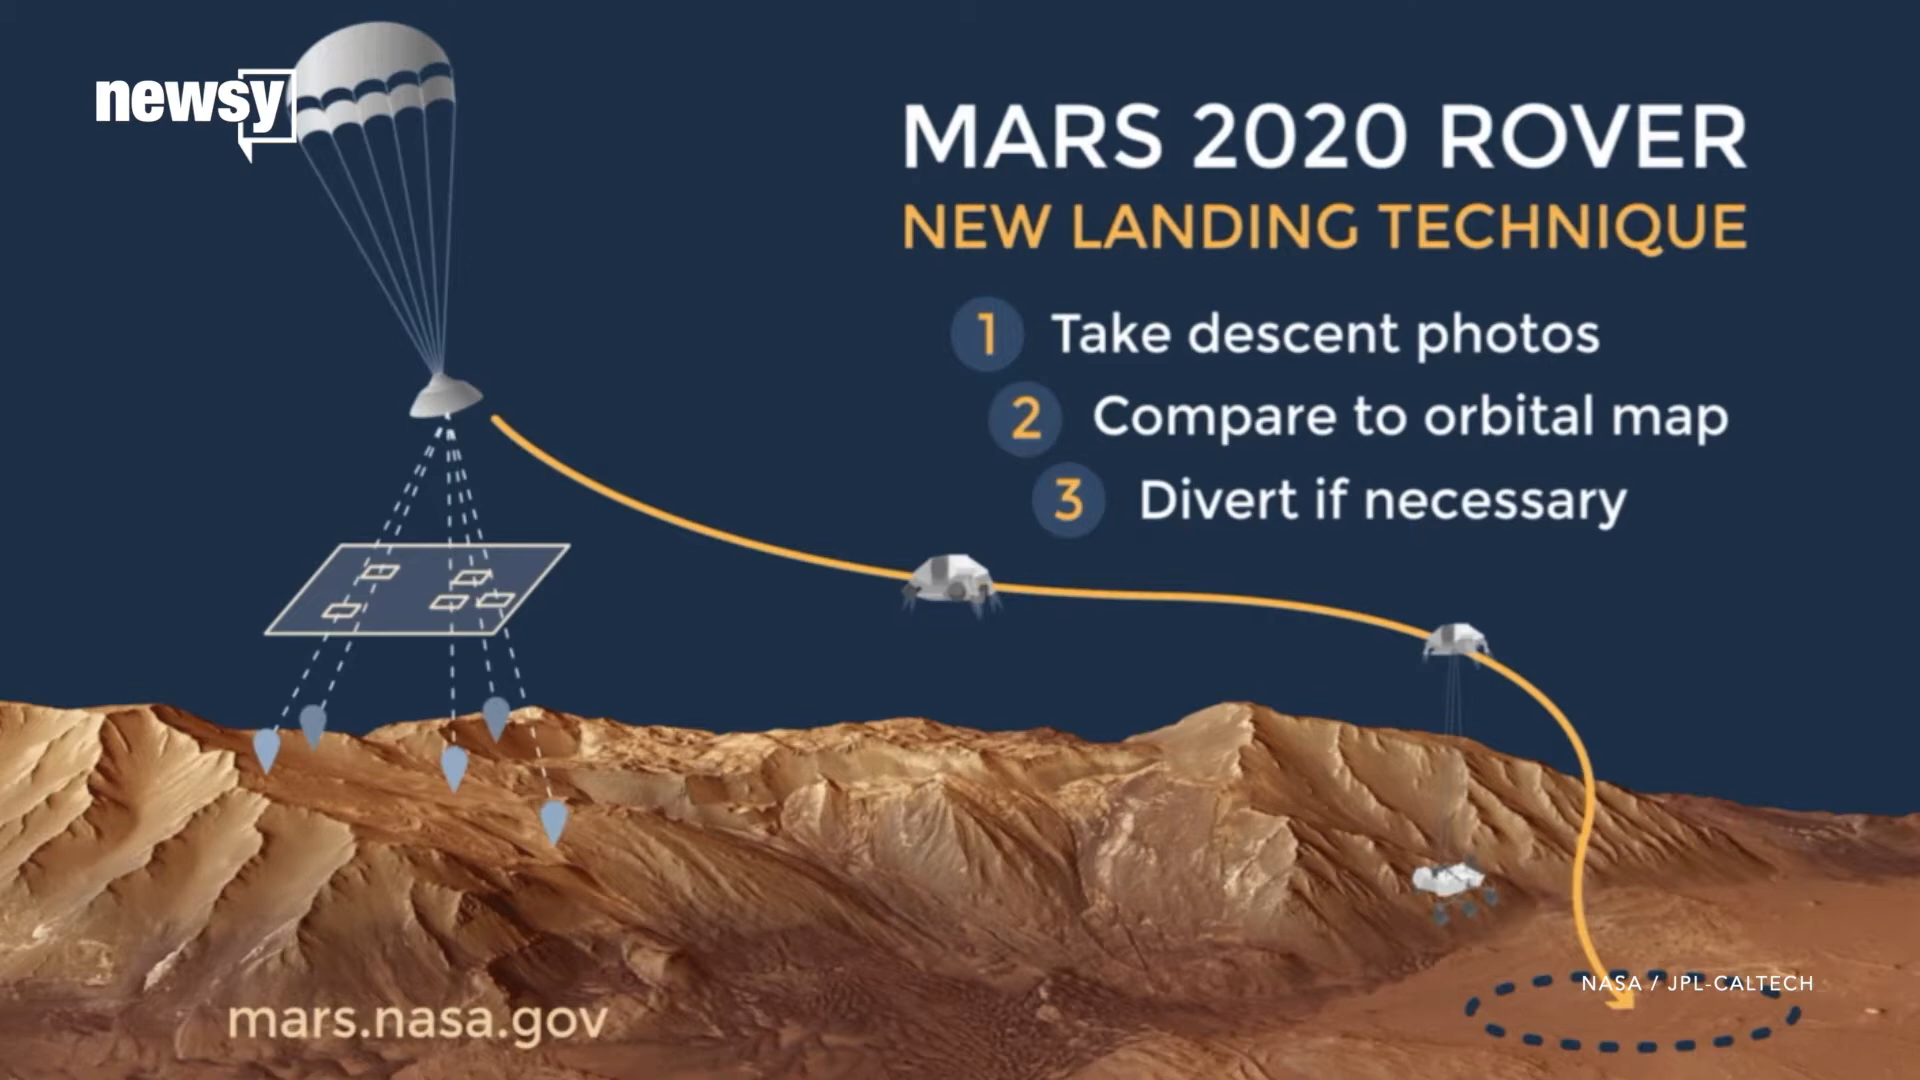 newsy
MARS 2020 ROVER
NEW LANDING TECHNIQUE
1 Take descent photos
2 Compare to orbital map
3 Divert if necessary
NASA / JPL-CALTECH
mars.nasa.gov